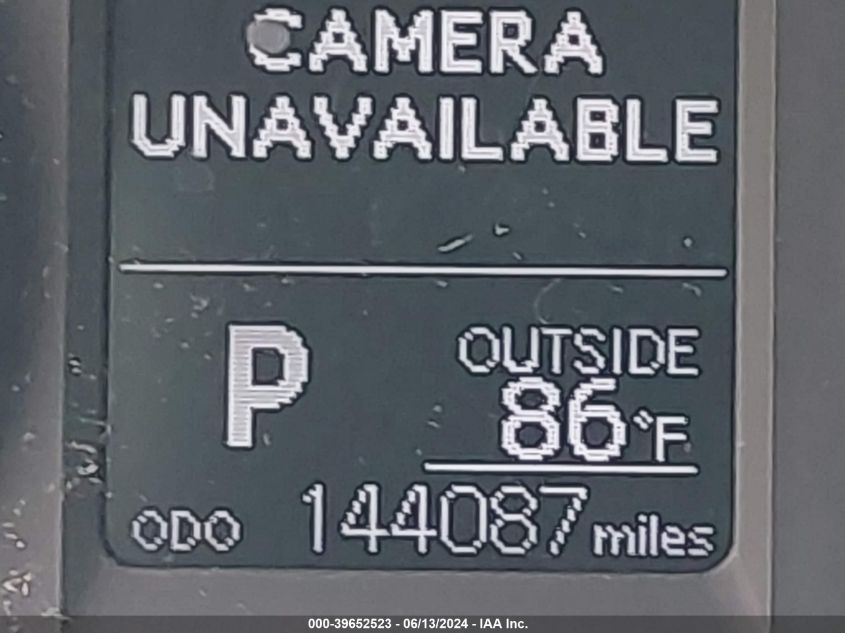 CAMERA
UNAVAILABLE
P
OUTSIDE
86°F
ODO 144087 miles
000-39652523 - 06/13/2024 - IAA Inc.